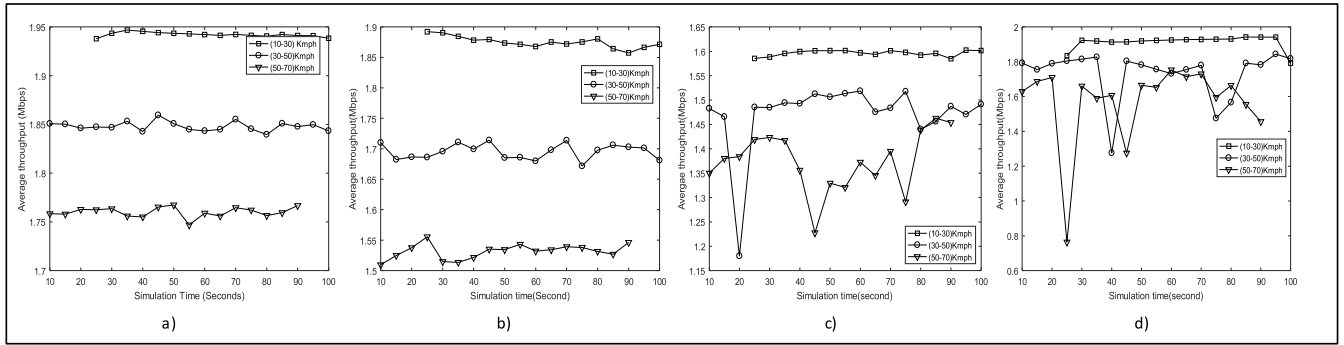 1.95
1.9
1.85
1.8
1.75
1.7
Average throughput (Mbps)
10 20 30 40 50 60 70 80 90 100
Simulation Time (Seconds)
(10-30) Kmph
(30-50)Kmph
(50-70)Kmph
a)
1.9
1.85
1.8
1.75
1.7
1.65
1.6
1.55
1.5
Average throughput(Mbps)
10 20 30 40 50 60 70 80 90 100
Simulation time(Second)
(10-30)Kmph
(30-50)Kmph
(50-70)Kmph
b)
1.65
1.6
1.55
1.5
1.45
1.4
1.35
1.3
1.25
1.2
1.15
Avergae throughput(Mbps)
10 20 30 40 50 60 70 80 90 100
Simulation time(second)
(10-30)Kmph
(30-50)Kmph
(50-70)Kmph
c)
2
1.8
1.6
1.4
1.2
1
0.8
0.6
Average throughput(Mbps)
10 20 30 40 50 60 70 80 90 100
Simulation time(second)
(10-30)Kmph
(30-50)Kmph
(50-70)Kmph
d)